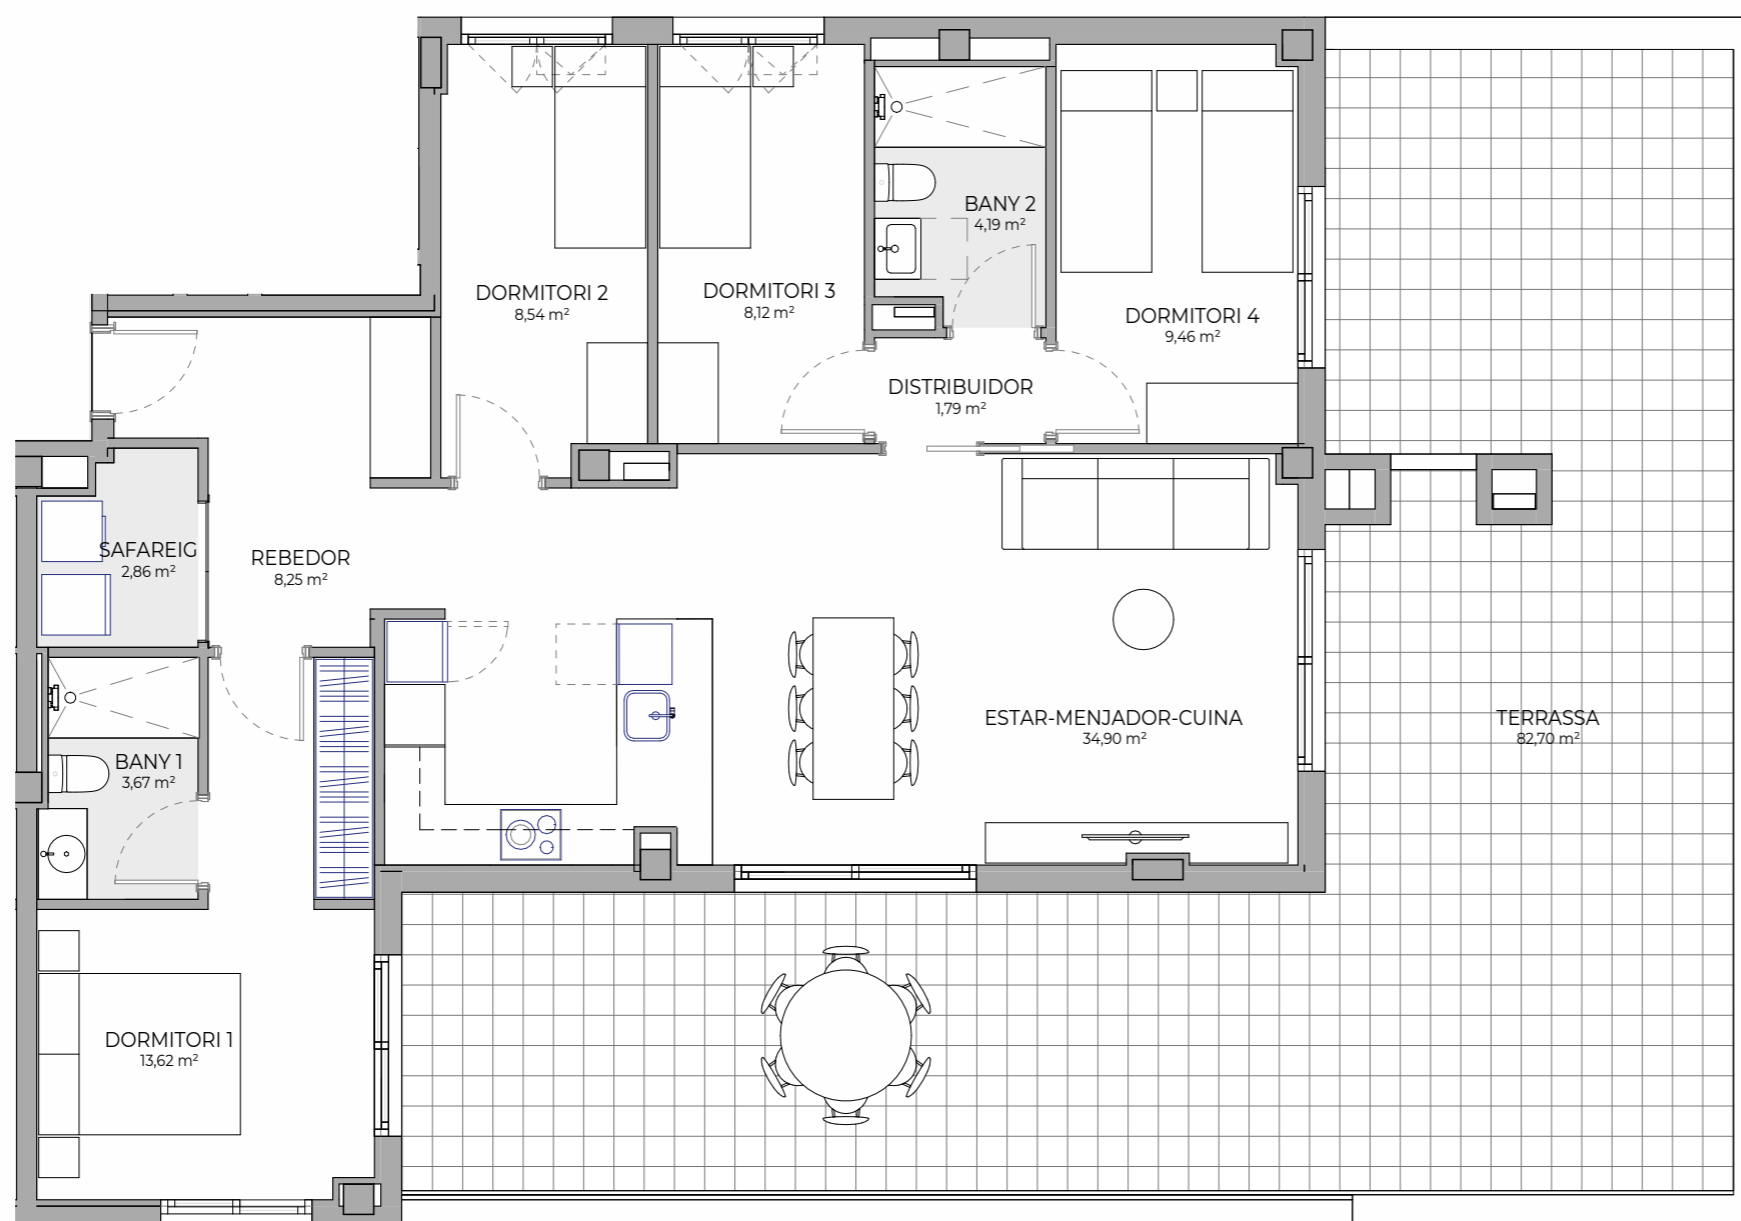 BANY 2
4,19 m²
DORMITORI 2
8,54 m²
DORMITORI 3
8,12 m²
DORMITORI 4
9,46 m²
DISTRIBUIDOR
1,79 m²
SAFAREIG
2,86 m²
REBEDOR
8,25 m²
ESTAR-MENJADOR-CUINA
34,90 m²
TERRASSA
82,70 m²
BANY 1
3,67 m²
DORMITORI 1
13,62 m²